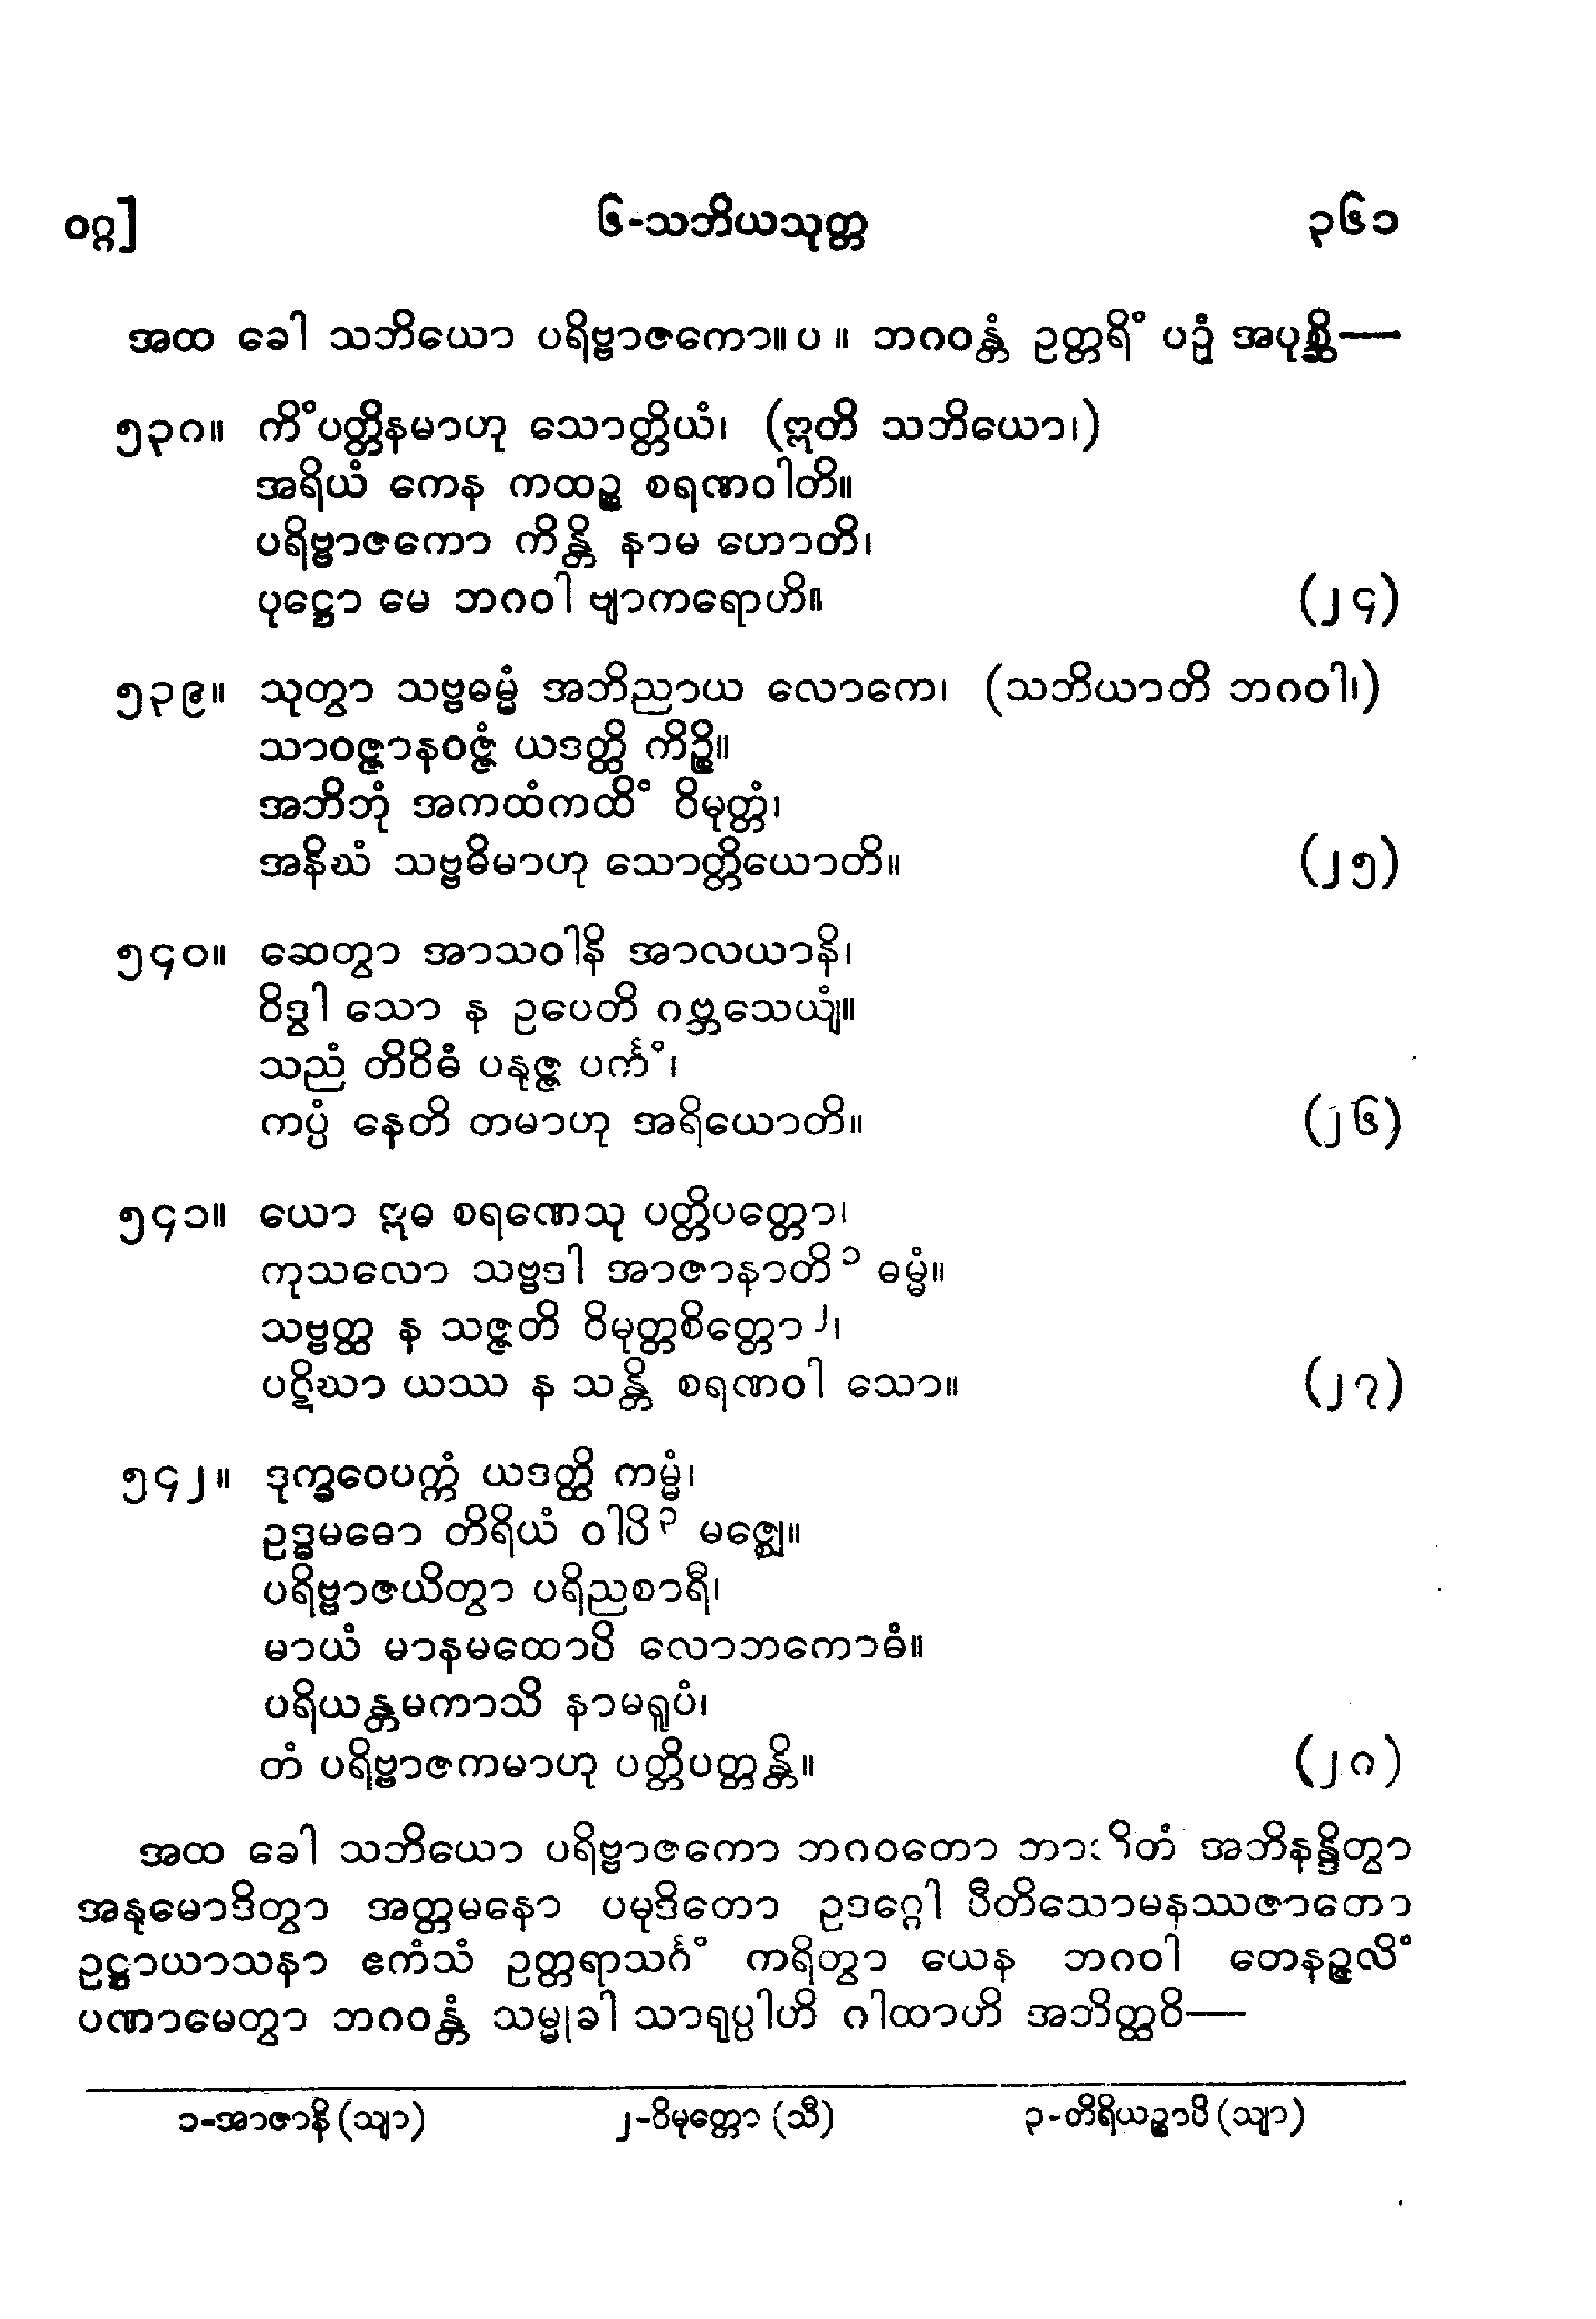 ဝဂ္ဂ] ၆-သဘိယသုတ္တ ၃၆၁
အထ ခေါ သဘိယော ပရိဗ္ဗာဇကော။ ပ ။ ဘဂဝန္တံ ဥတ္တရိံ ပဉှံ အပုစ္ဆိ—
၅၃၈။ ကိံပတ္တိနမာဟု သောတ္တိယံ၊ (ဣတိ သဘိယော၊)
အရိယံ ကေန ကထဉ္စ စရဏဝါတိ။
ပရိဗ္ဗာဇကော ကိန္တိ နာမ ဟောတိ၊
ပုဋ္ဌော မေ ဘဂဝါ ဗျာကရောဟိ။ (၂၄)
၅၃၉။ သုတွာ သဗ္ဗဓမ္မံ အဘိညာယ လောကေ၊ (သဘိယာတိ ဘဂဝါ၊)
သာဝဇ္ဇာနဝဇ္ဇံ ယဒတ္ထိ ကိဉ္စိ။
အဘိဘုံ အကထံကထိံ ဝိမုတ္တံ၊
အနိဃံ သဗ္ဗဓိမာဟု သောတ္တိယောတိ။ (၂၅)
၅၄၀။ ဆေတွာ အာသဝါနိ အာလယာနိ၊
ဝိဒွါ သော န ဥပေတိ ဂဗ္ဘသေယျံ။
သညံ တိဝိဓံ ပနုဇ္ဇ ပင်္ကံ၊
ကပ္ပံ နေတိ တမာဟု အရိယောတိ။ (၂၆)
၅၄၁။ ယော ဣဓ စရဏေသု ပတ္တိပတ္တော၊
ကုသလော သဗ္ဗဒါ အာဇာနာတိ ၁ ဓမ္မံ။
သဗ္ဗတ္ထ န သဇ္ဇတိ ဝိမုတ္တစိတ္တော ၂၊
ပဋိဃာ ယဿ န သန္တိ စရဏဝါ သော။ (၂၇)
၅၄၂။ ဒုက္ခဝေပက္ကံ ယဒတ္ထိ ကမ္မံ၊
ဥဒ္ဓမဓော တိရိယံ ဝါပိ ၃ မဇ္ဈေ။
ပရိဗ္ဗာဇယိတွာ ပရိညစာရီ၊
မာယံ မာနမထောပိ လောဘကောဓံ။
ပရိယန္တမကာသိ နာမရူပံ၊
တံ ပရိဗ္ဗာဇကမာဟု ပတ္တိပတ္တန္တိ။ (၂၈)
အထ ခေါ သဘိယော ပရိဗ္ဗာဇကော ဘဂဝတော အဘိနန္ဒိတွာ
အနုမောဒိတွာ အတ္တမနော ပမုဒိတော ဥဒဂ္ဂေါ ပီတိသောမနဿဇာတော
ဥဋ္ဌာယာသနာ ဧကံသံ ဥတ္တရာသင်္ဂံ ကရိတွာ ယေန ဘဂဝါ တေနဉ္ဇလိံ
ပဏာမေတွာ ဘဂဝန္တံ သမ္မုခါ သာရုပ္ပါဟိ ဂါထာဟိ အဘိတ္ထဝိ—
၁-အာဇာနိ (သျာ) ၂-ဝိမုတ္တော (သီ) ၃-တိရိယဉ္စာပိ (သျာ)